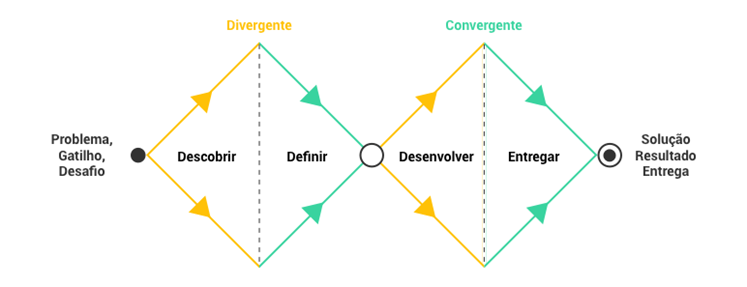 Divergente
Convergente
Problema,
Gatilho,
Desafio
Descobrir
Definir
Desenvolver
Entregar
Solução
Resultado
Entrega